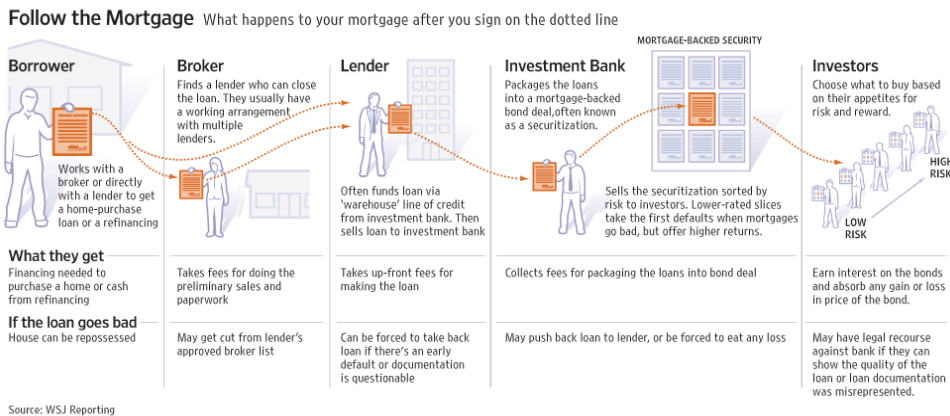 Follow the Mortgage What happens to your mortgage after you sign on the dotted line
Borrower
Works with a
broker or directly
with a lender to get
a home-purchase
loan or a refinancing
Broker
Finds a lender who can close
the loan. They usually have
a working arrangement
with multiple
lenders.
Lender
Often funds loan via
'warehouse' line of credit
from investment bank. Then
sells loan to investment bank
Investment Bank
Packages the loans
into a mortgage-backed
bond deal,often known
as a securitization.
MORTGAGE-BACKED SECURITY
Sells the securitization sorted by
risk to investors. Lower-rated slices
take the first defaults when mortgages
go bad, but offer higher returns.
Investors
Choose what to buy based
on their appetites for
risk and reward.
HIGH
RISK
LOW
RISK
What they get
Financing needed to
purchase a home or cash
from refinancing
Takes fees for doing the
preliminary sales and
paperwork
Takes up-front fees for
making the loan
Collects fees for packaging the loans into bond deal
Earn interest on the bonds
and absorb any gain or loss
in price of the bond.
If the loan goes bad
House can be repossessed
May get cut from lender's
approved broker list
Can be forced to take back
loan if there's an early
default or documentation
is questionable
May push back loan to lender, or be forced to eat any loss
May have legal recourse
against bank if they can
show the quality of the
loan or loan documentation
was misrepresented.
Source: WSJ Reporting